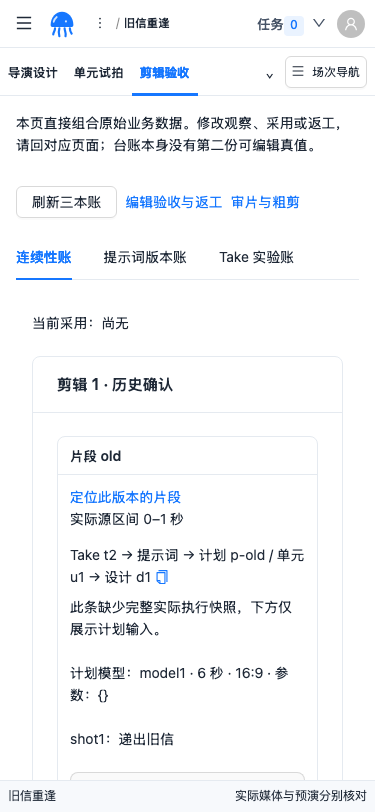 / 旧信重逢
任务 0
导演设计 单元试拍 剪辑验收
场次导航
本页直接组合原始业务数据。修改观察、采用或返工，
请回对应页面；台账本身没有第二份可编辑真值。
刷新三本账 编辑验收与返工 审片与粗剪
连续性账 提示词版本账 Take 实验账
当前采用：尚无
剪辑 1 · 历史确认
片段 old
定位此版本的片段
实际源区间 0–1 秒
Take t2 → 提示词 → 计划 p-old / 单元
u1 → 设计 d1
此条缺少完整实际执行快照，下方仅
展示计划输入。
计划模型：model1 · 6 秒 · 16:9 · 参
数：{}
shot1：递出旧信
旧信重逢 实际媒体与预演分别核对